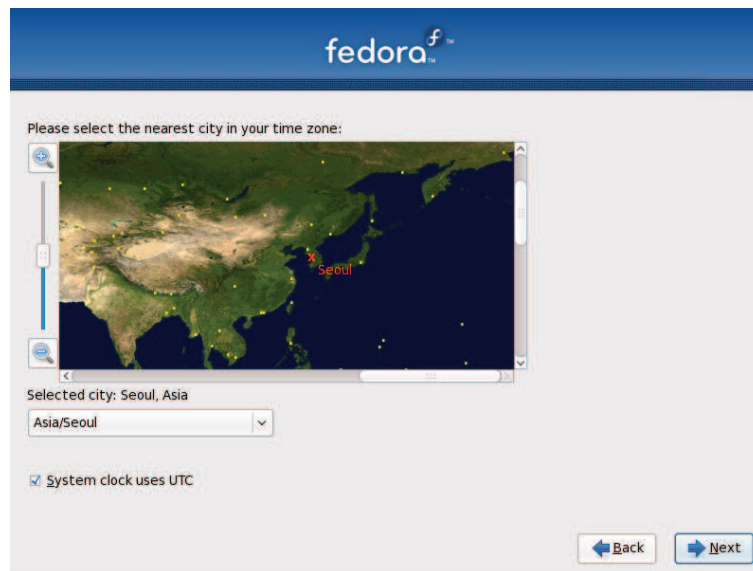 fedora™
Please select the nearest city in your time zone:
Seoul
Selected city: Seoul, Asia
Asia/Seoul
System clock uses UTC
Back
Next